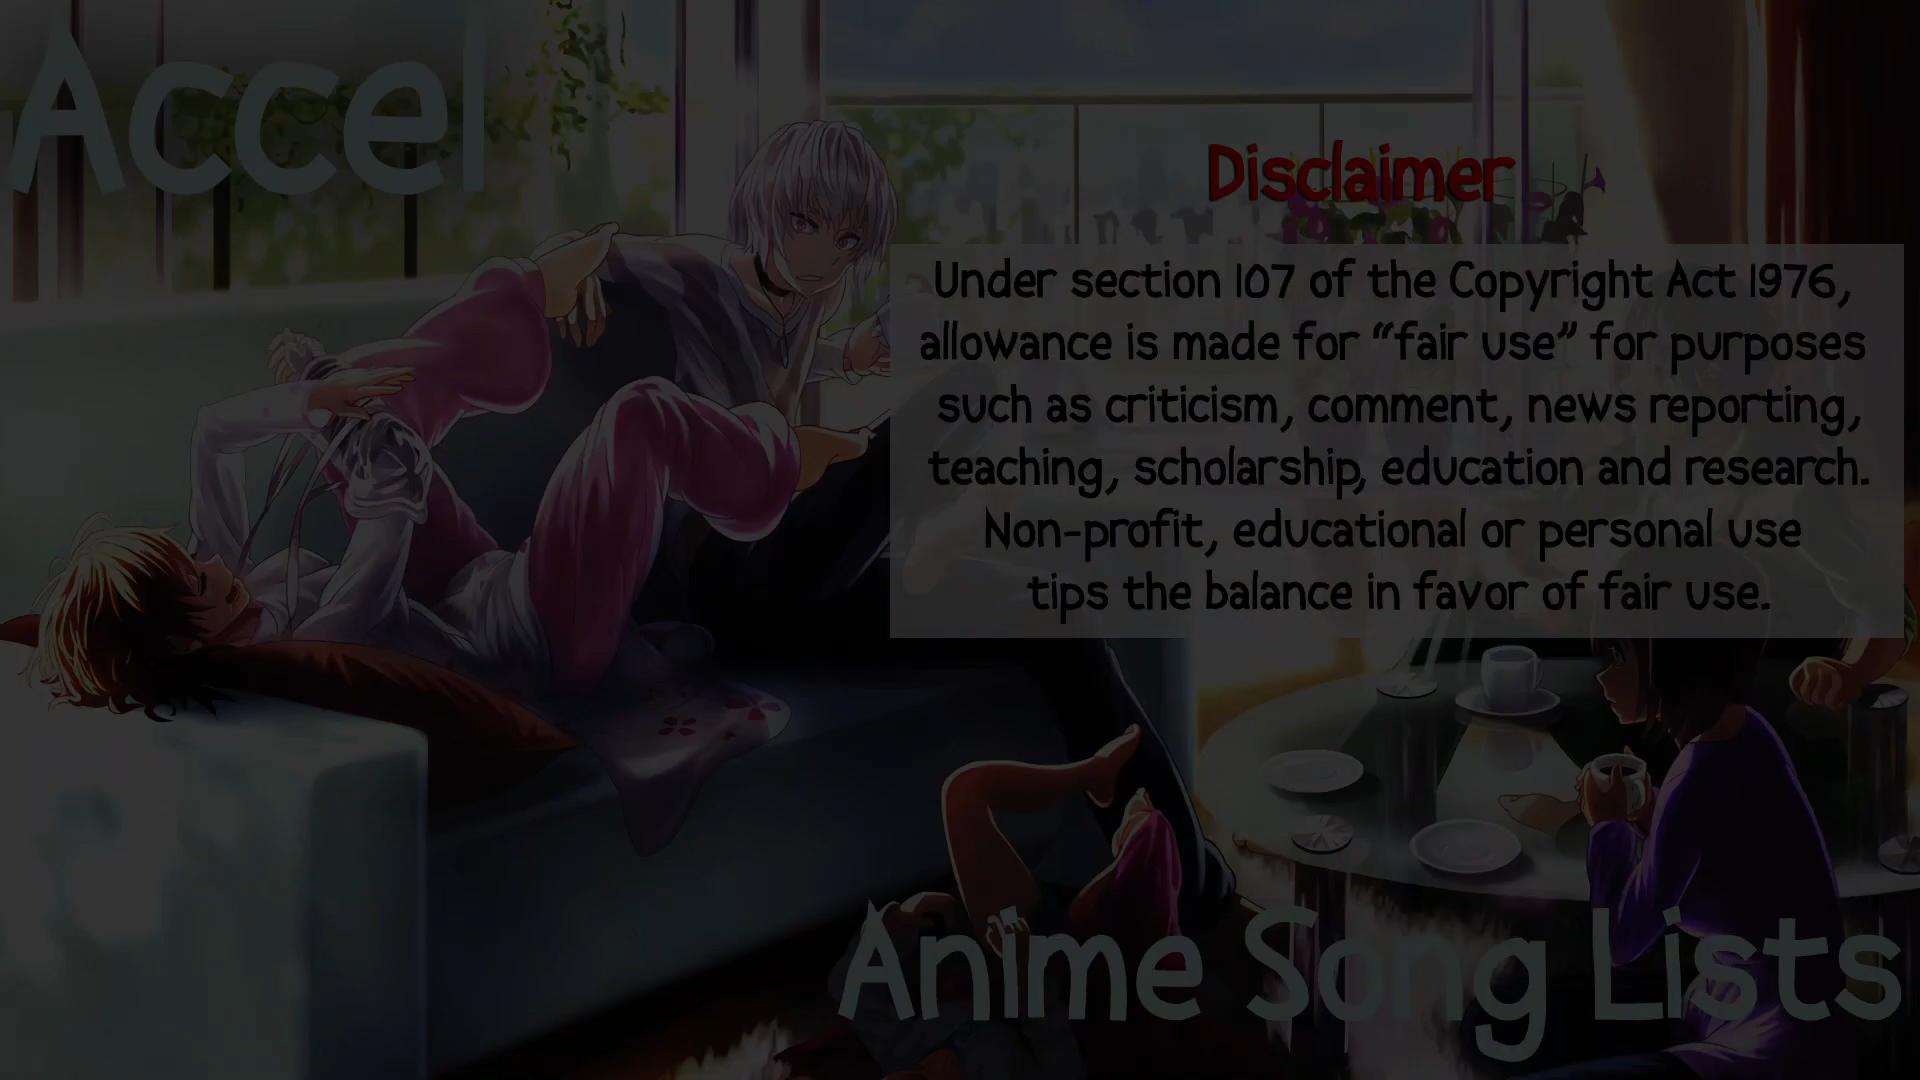 Accel
Disclaimer
Under section 107 of the Copyright Act 1976,
allowance is made for “fair use” for purposes
such as criticism, comment, news reporting,
teaching, scholarship, education and research.
Non-profit, educational or personal use
tips the balance in favor of fair use.
Anime Song Lists